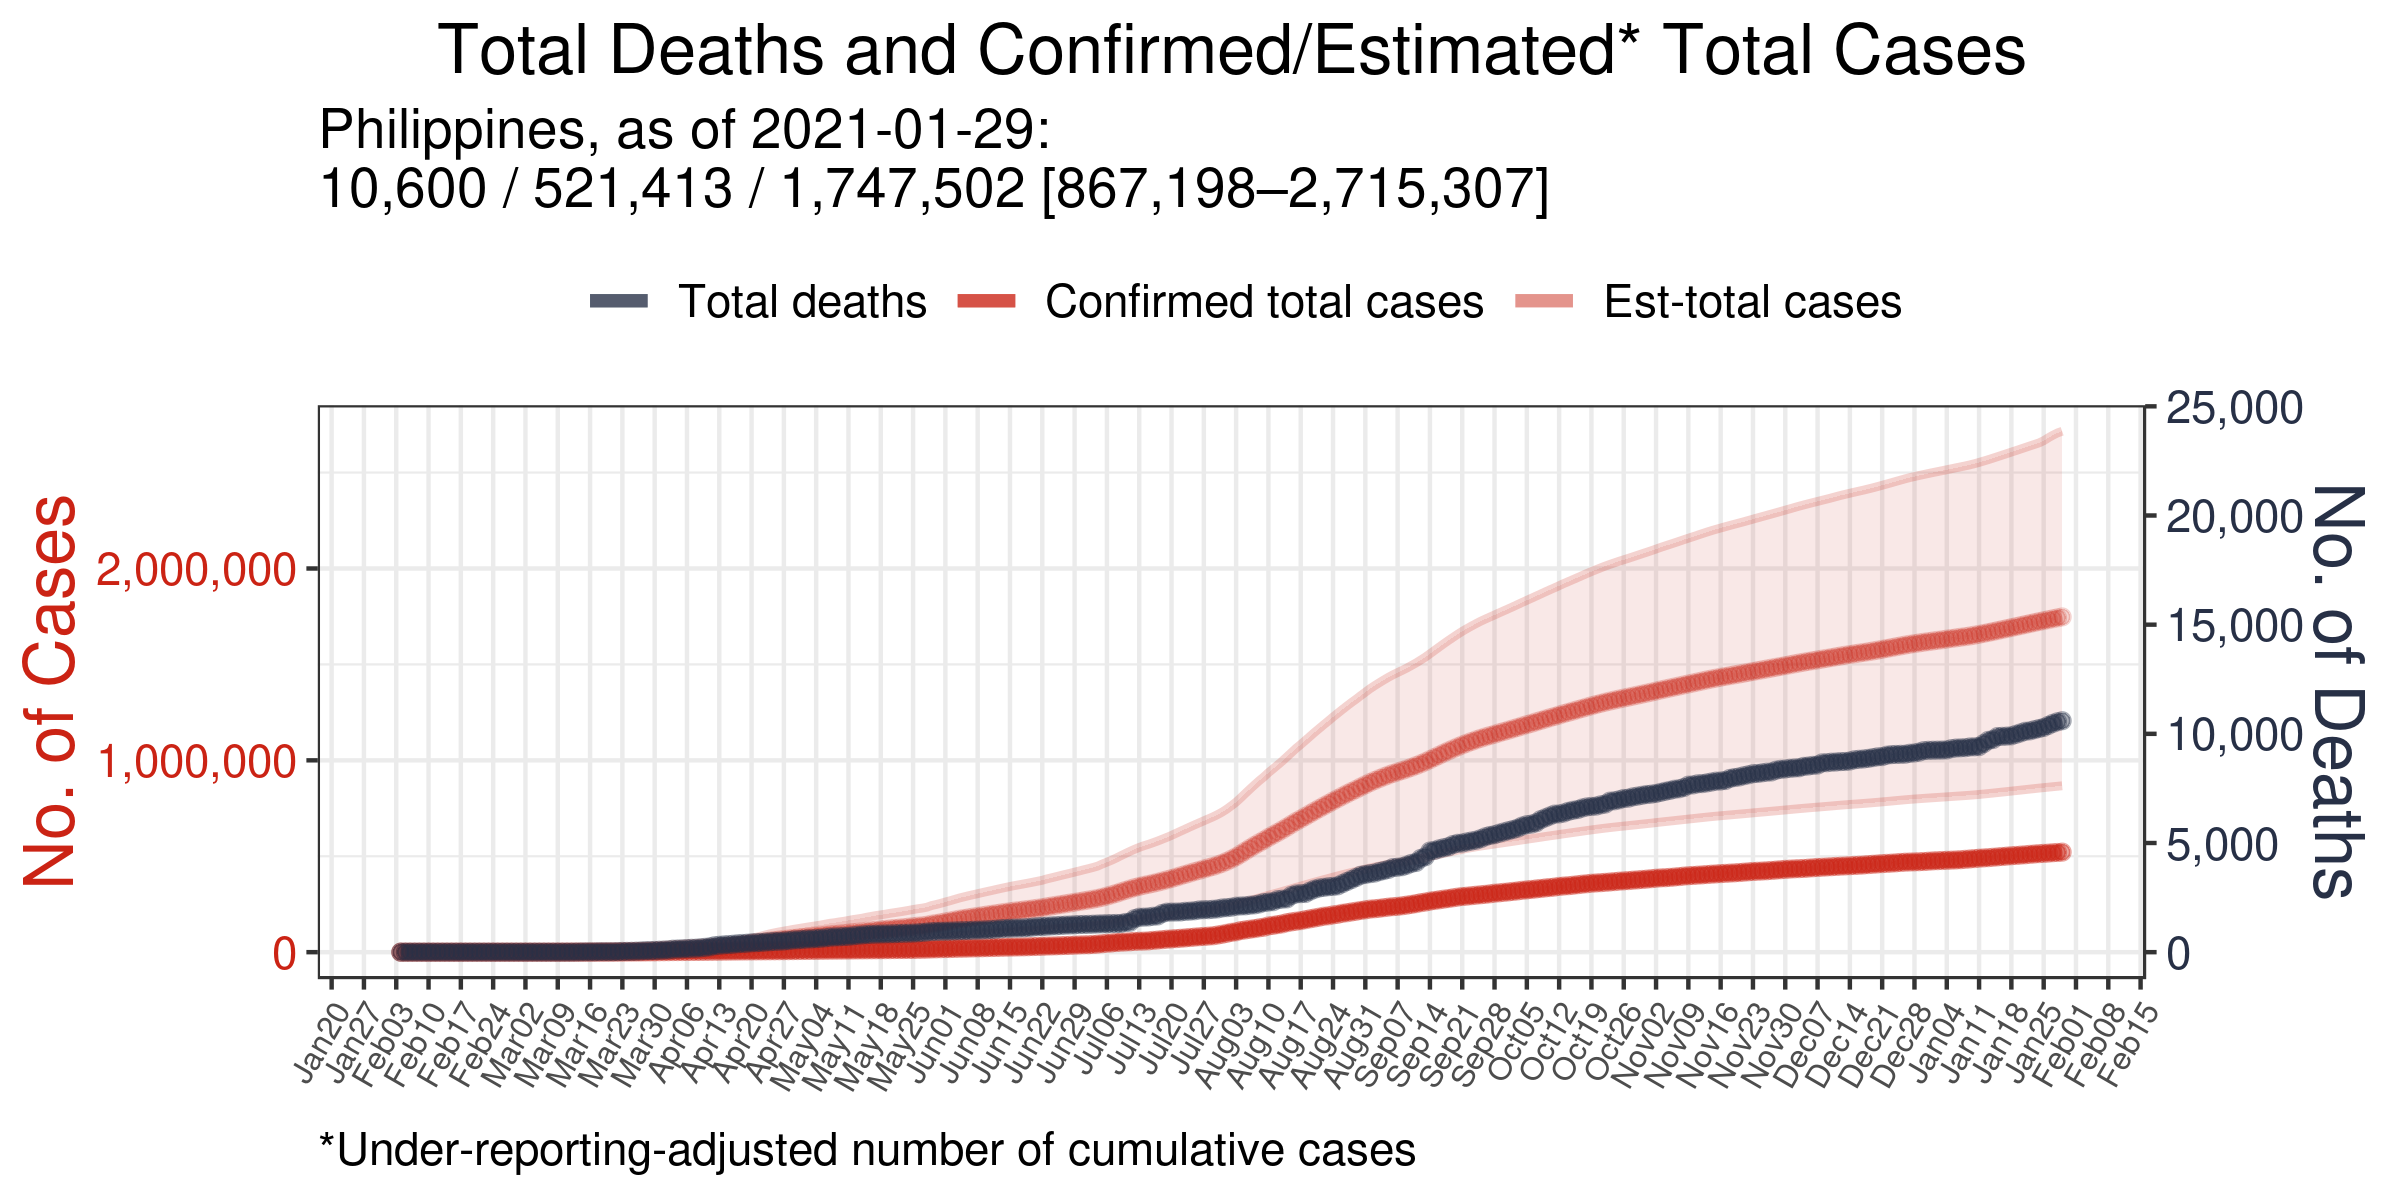 Total Deaths and Confirmed/Estimated* Total Cases
Philippines, as of 2021-01-29:
10,600 / 521,413 / 1,747,502 [867,198–2,715,307]
Total deaths
Confirmed total cases
Est-total cases
No. of Cases
2,000,000
1,000,000
0
25,000
20,000
15,000
10,000
5,000
0
No. of Deaths
Jan20
Jan27
Feb03
Feb10
Feb17
Feb24
Mar02
Mar09
Mar16
Mar23
Mar30
Apr06
Apr13
Apr20
Apr27
May04
May11
May18
May25
Jun01
Jun08
Jun15
Jun22
Jun29
Jul06
Jul13
Jul20
Jul27
Aug03
Aug10
Aug17
Aug24
Aug31
Sep07
Sep14
Sep21
Sep28
Oct05
Oct12
Oct19
Oct26
Nov02
Nov09
Nov16
Nov23
Nov30
Dec07
Dec14
Dec21
Dec28
Jan04
Jan11
Jan18
Jan25
Feb01
Feb08
Feb15
*Under-reporting-adjusted number of cumulative cases